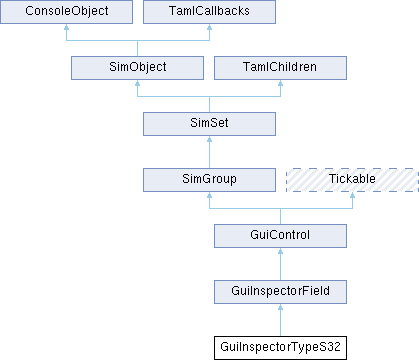 ConsoleObject
TamlCallbacks
SimObject
TamlChildren
SimSet
SimGroup
Tickable
GuiControl
GuiInspectorField
GuiInspectorTypeS32